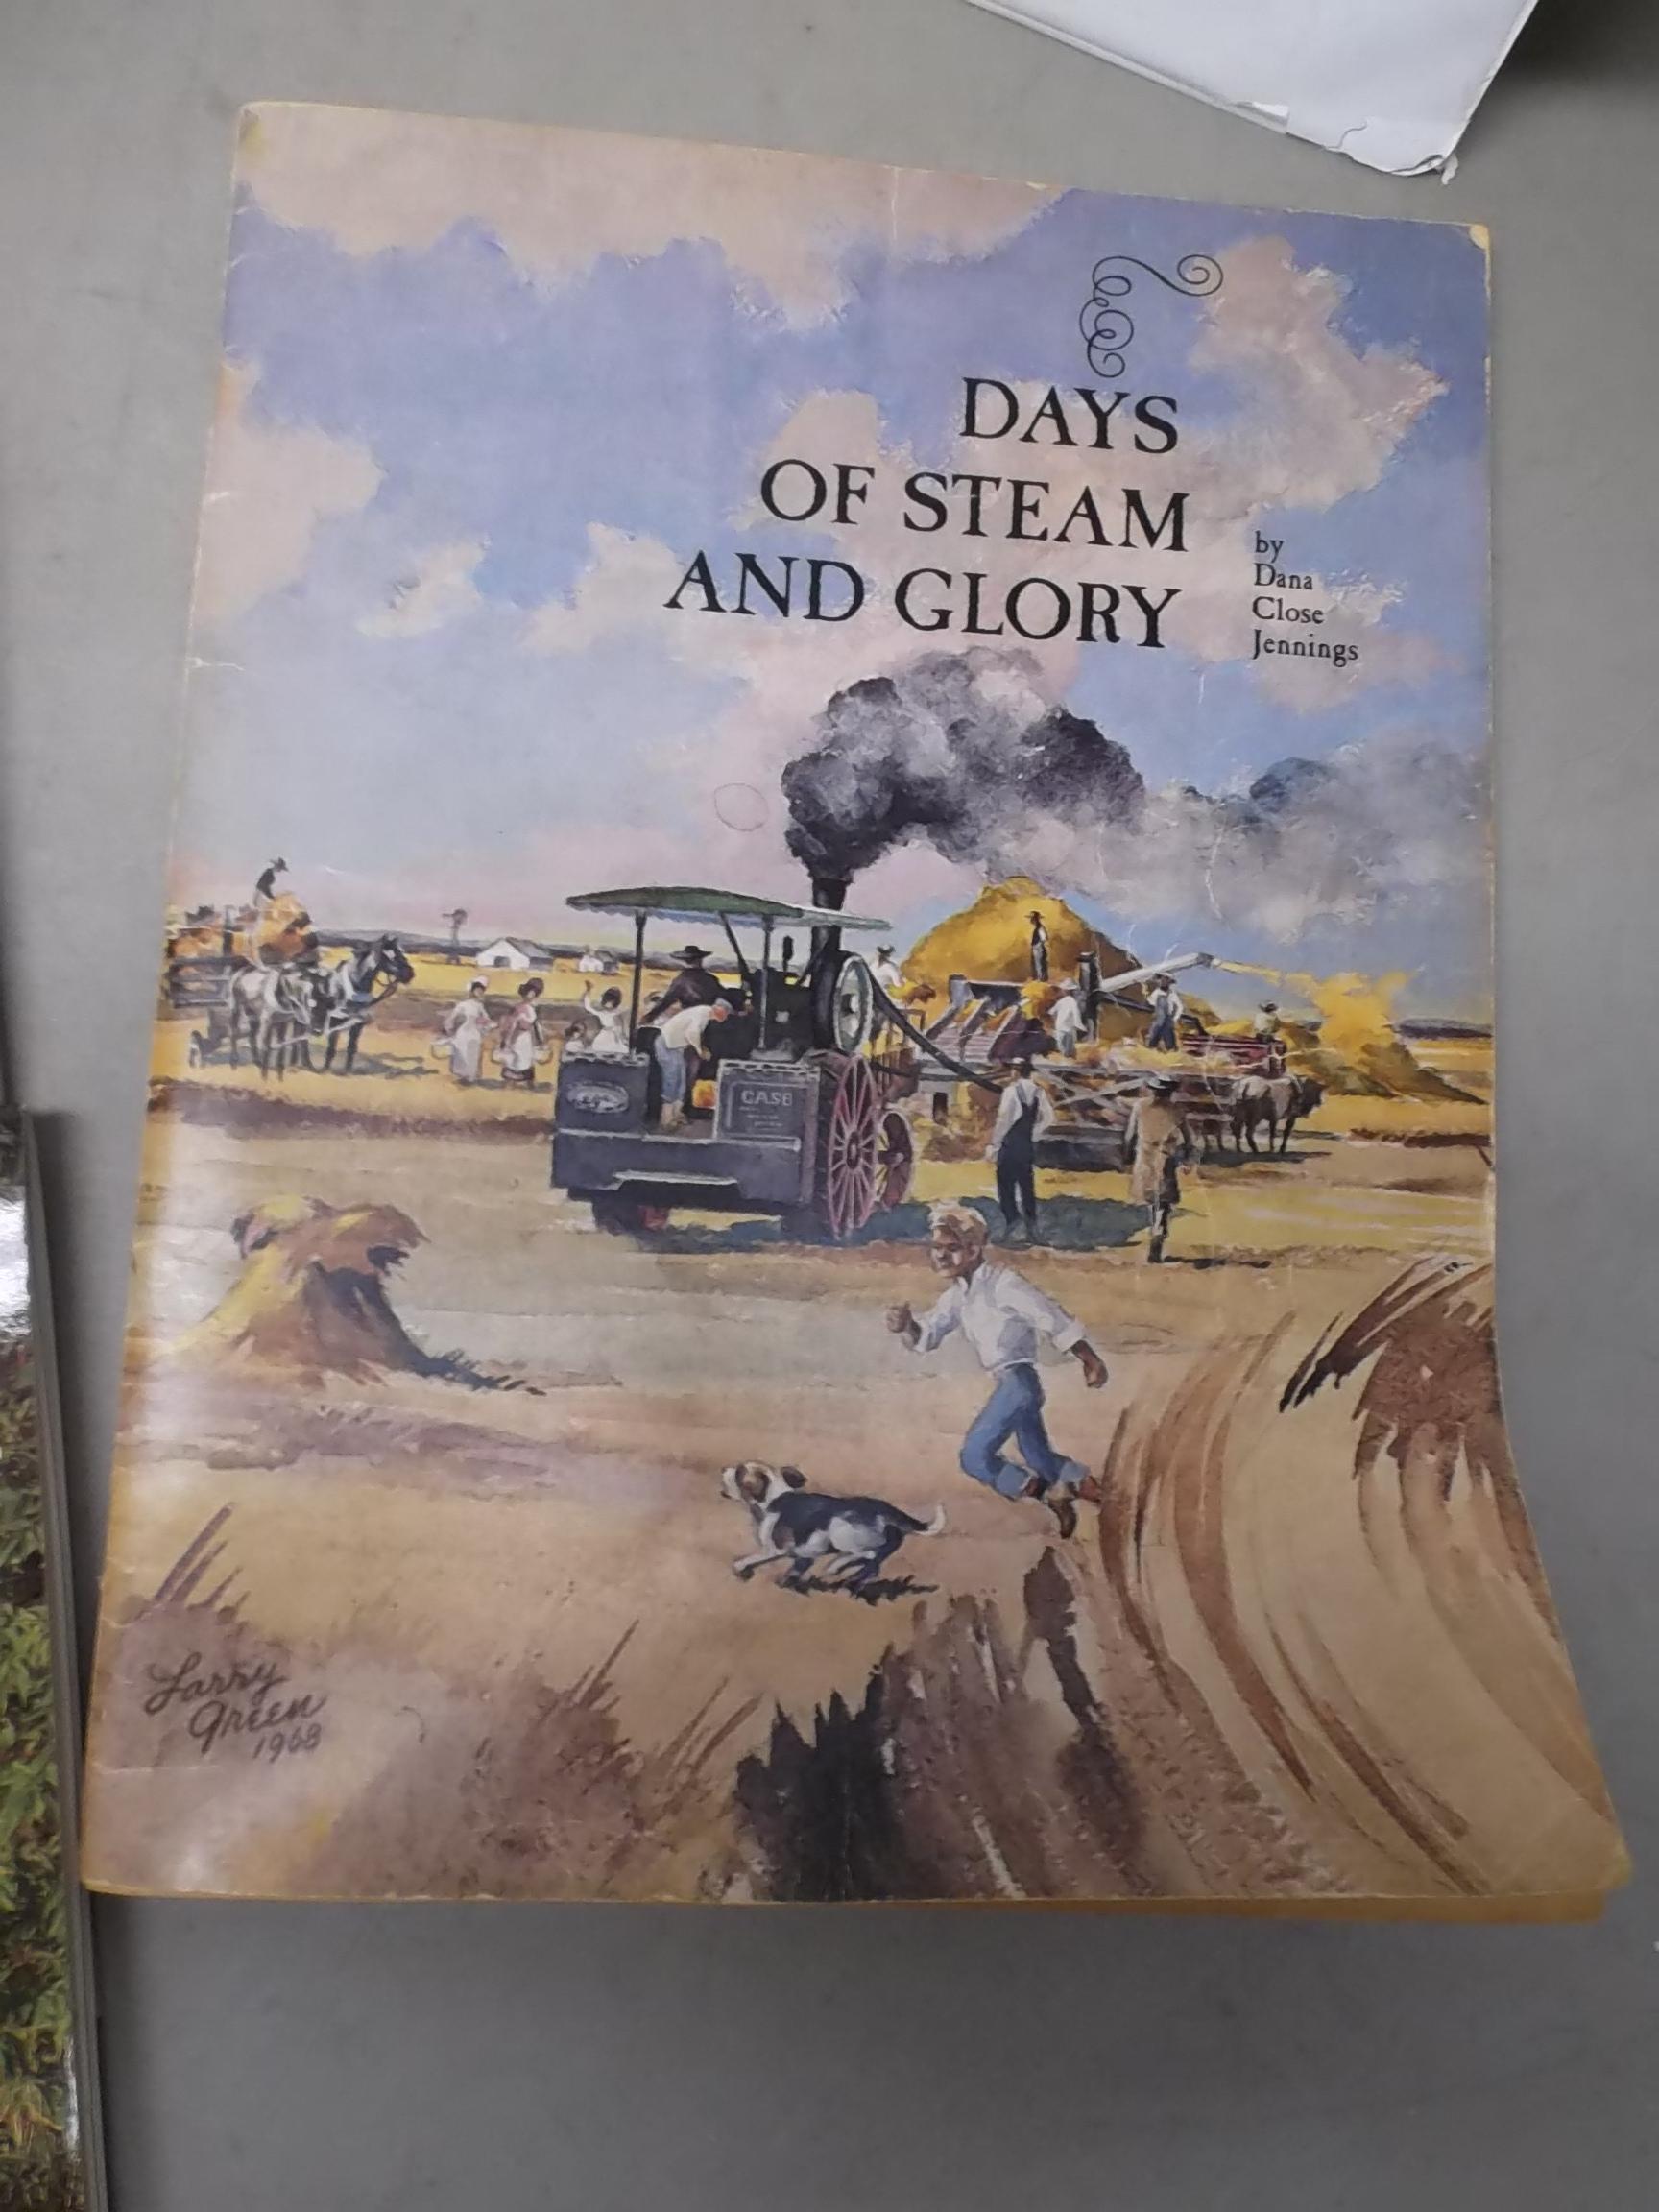 DAYS
OF STEAM
AND GLORY
by
Dana
Close
Jennings
CASE
Larry
Green
1968